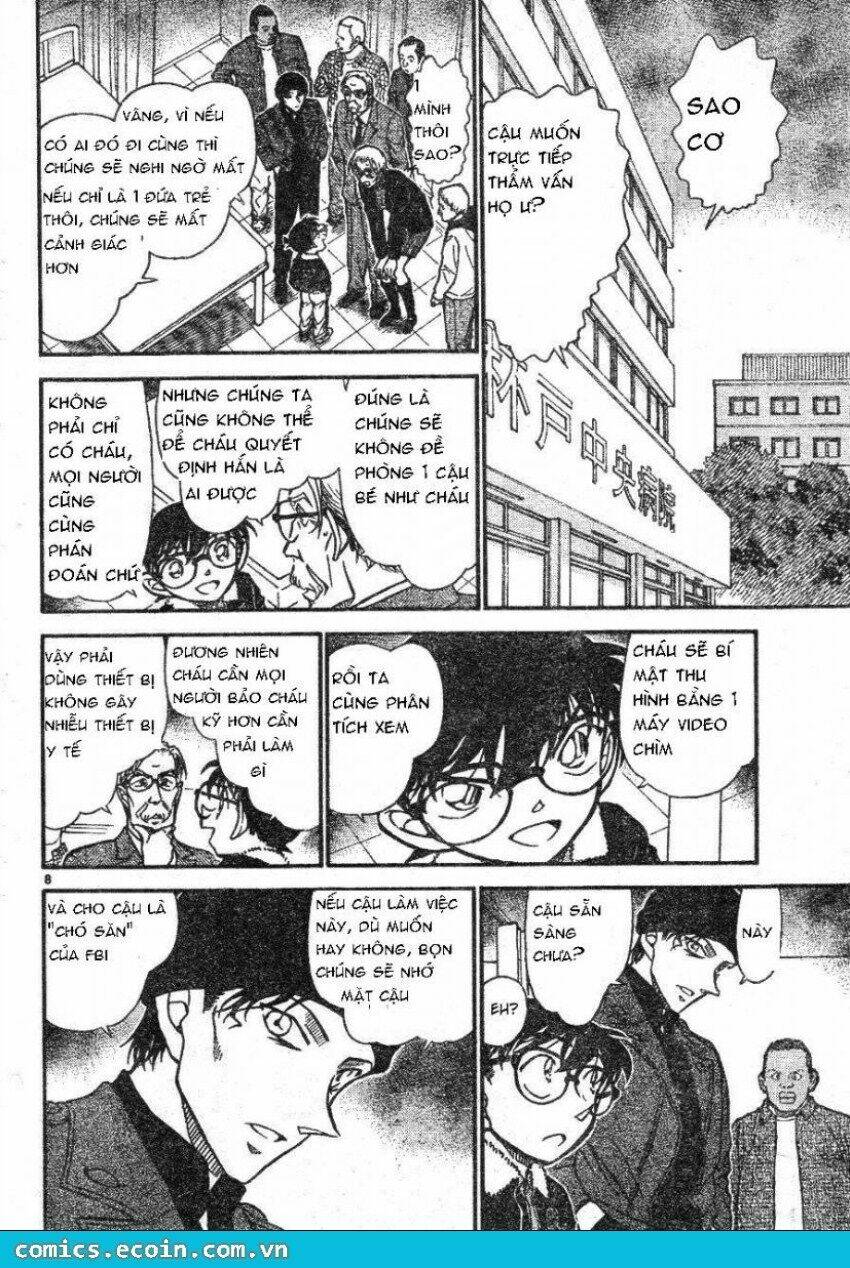 SAO
CƠ
CẬU MUỐN
TRỰC TIẾP
THẨM VẤN
HỌ Ư?
杯戸中央病院
1
MÌNH
THÔI
SAO?
VÂNG, VÌ NẾU
CÓ AI ĐÓ ĐI CÙNG THÌ
CHÚNG SẼ NGHI NGỜ MẤT
NẾU CHỈ LÀ 1 ĐỨA TRẺ
THÔI, CHÚNG SẼ MẤT
CẢNH GIÁC
HƠN
ĐÚNG LÀ
CHÚNG SẼ
KHÔNG ĐỀ
PHÒNG 1 CẬU
BÉ NHƯ CHÁU
NHƯNG CHÚNG TA
CŨNG KHÔNG THỂ
ĐỂ CHÁU QUYẾT
ĐỊNH HẮN LÀ
AI ĐƯỢC
KHÔNG
PHẢI CHỈ
CÓ CHÁU,
MỌI NGƯỜI
CŨNG
CÙNG
PHÁN
ĐOÁN CHỨ
CHÁU SẼ BÍ
MẬT THU
HÌNH BẰNG 1
MÁY VIDEO
CHÌM
RỒI TA
CÙNG PHÂN
TÍCH XEM
ĐƯƠNG NHIÊN
CHÁU CẦN MỌI
NGƯỜI BẢO CHÁU
KỸ HƠN CẦN
PHẢI LÀM
GÌ
VẬY PHẢI
DÙNG THIẾT BỊ
KHÔNG GÂY
NHIỄU THIẾT BỊ
Y TẾ
8
NÀY
CẬU SẴN
SÀNG
CHƯA?
EH?
NẾU CẬU LÀM VIỆC
NÀY, DÙ MUỐN
HAY KHÔNG, BỌN
CHÚNG SẼ NHỚ
MẶT CẬU
VÀ CHO CẬU LÀ
"CHÓ SĂN"
CỦA FBI
comics.ecoin.com.vn